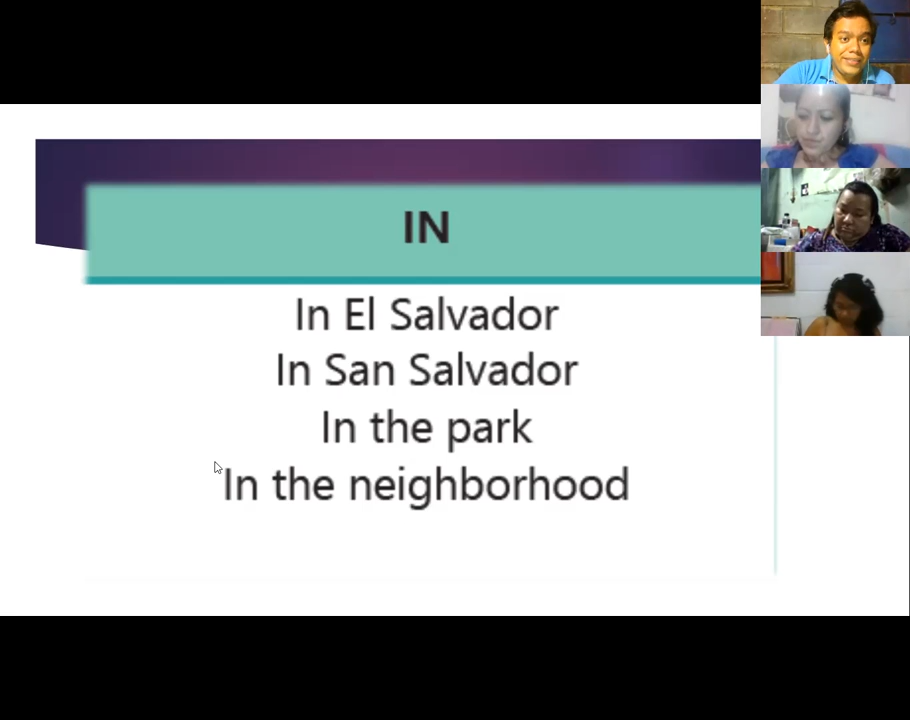 IN
In El Salvador
In San Salvador
In the park
In the neighborhood